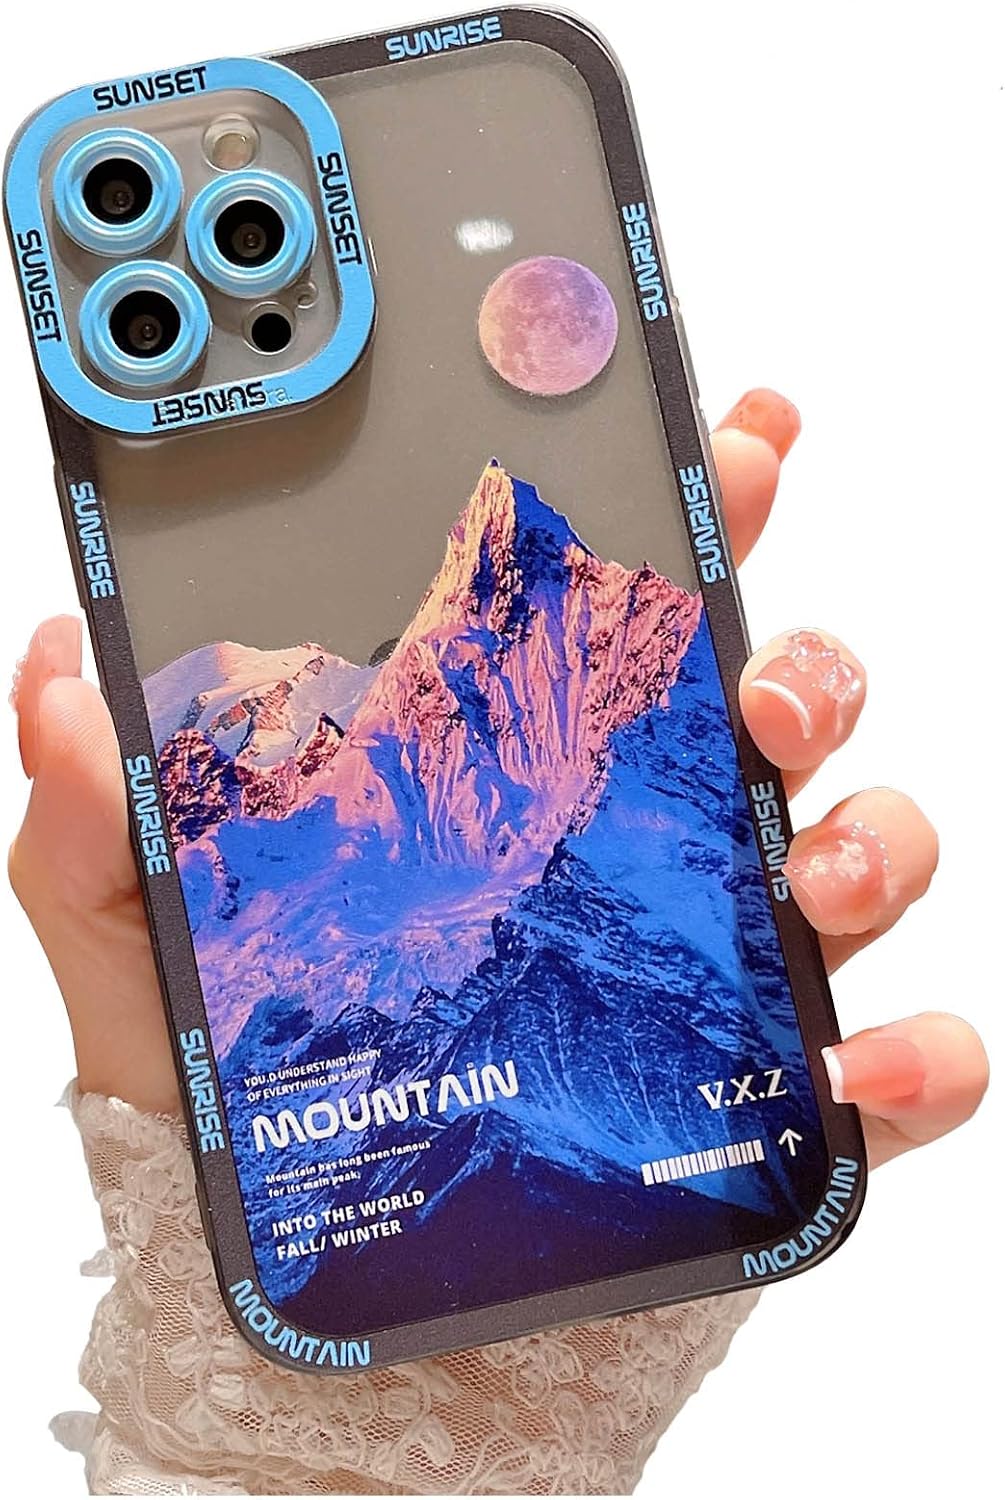 SUNRISE
SUNSET
SUNSET
SUNSET
SUNSET
SUNRISE
SUNRISE
SUNRISE
SUNRISE
SUNRISE
SUNRISE
YOU.D UNDERSTAND HAPPY
OF EVERYTHING IN SIGHT
MOUNTAIN
Mountain has long been famous
for its main peak.
INTO THE WORLD
FALL/ WINTER
V.X.Z
MOUNTAIN
MOUNTAIN